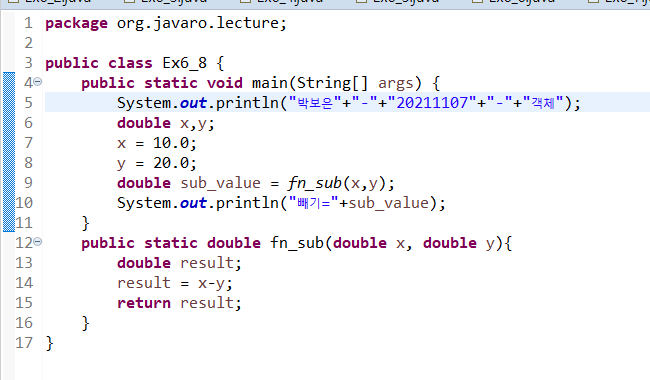 1 package org.javaro.lecture;
2
3 public class Ex6_8 {
4     public static void main(String[] args) {
5         System.out.println("박보은"+"-"+"20211107"+"-"+"객체");
6         double x,y;
7         x = 10.0;
8         y = 20.0;
9         double sub_value = fn_sub(x,y);
10         System.out.println("빼기="+sub_value);
11     }
12     public static double fn_sub(double x, double y){
13         double result;
14         result = x-y;
15         return result;
16     }
17 }